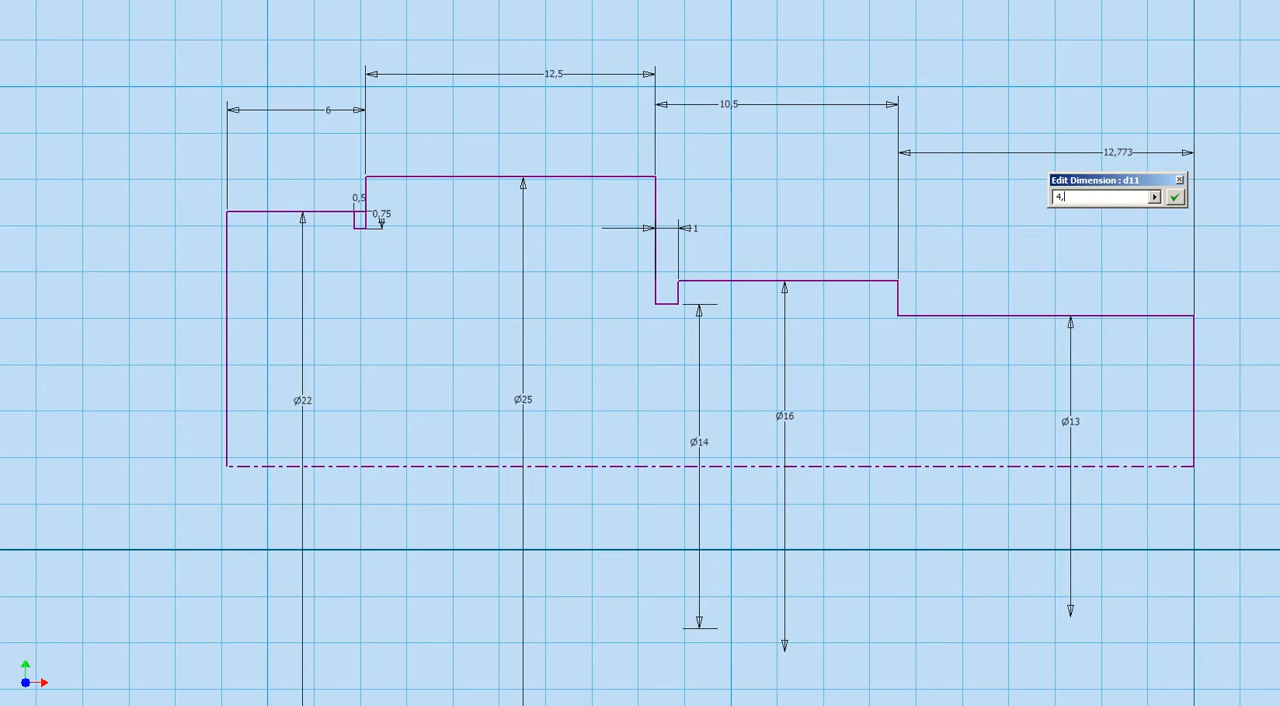 12,5
10,5
6
12,773
Edit Dimension : d11
4,
0,5
0,75
1
Ø22
Ø25
Ø16
Ø13
Ø14